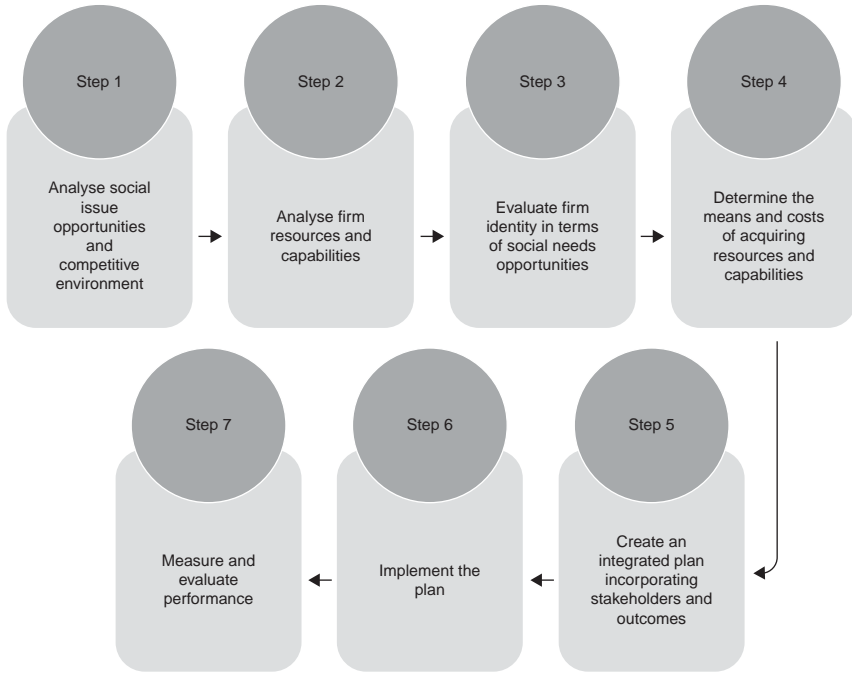 Step 1
Analyse social
issue
opportunities
and
competitive
environment
Step 2
Analyse firm
resources and
capabilities
Step 3
Evaluate firm
identity in terms
of social needs
opportunities
Step 4
Determine the
means and costs
of acquiring
resources and
capabilities
Step 5
Create an
integrated plan
incorporating
stakeholders and
outcomes
Step 6
Implement the
plan
Step 7
Measure and
evaluate
performance